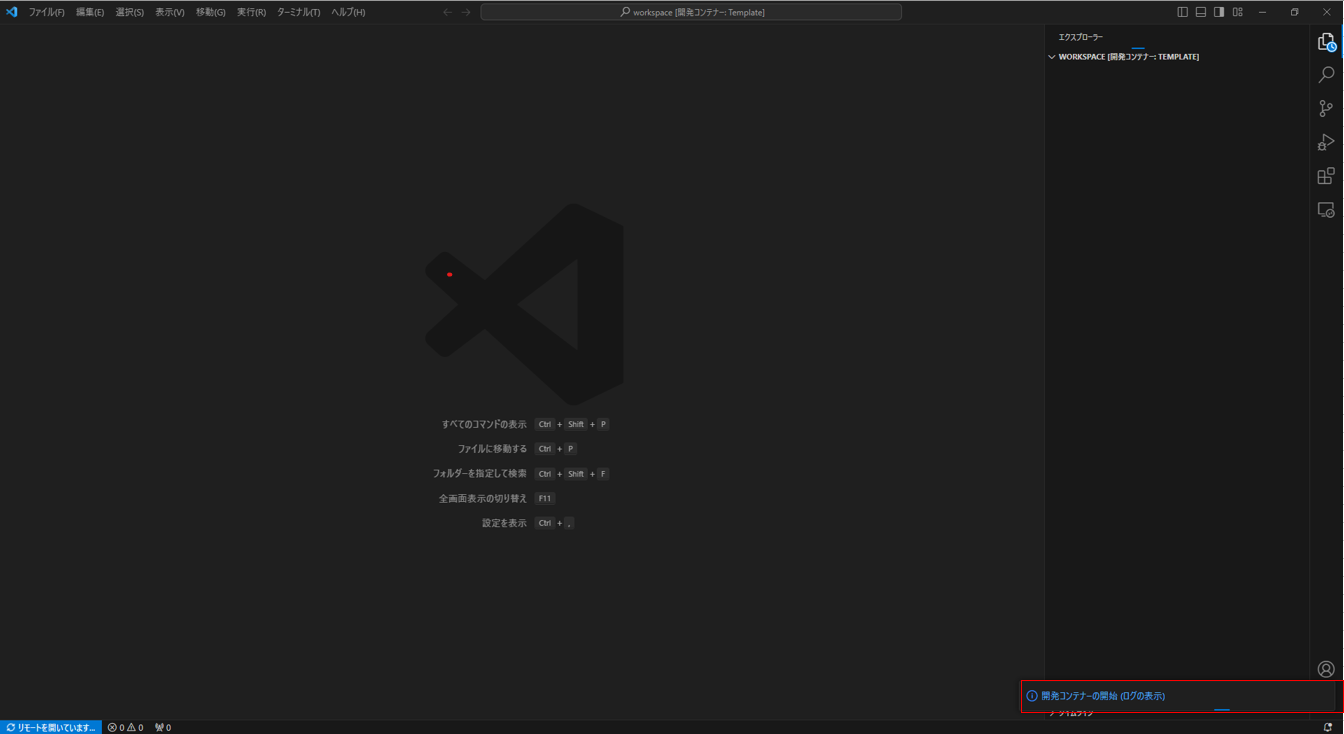 ファイル(F) 編集(E) 選択(S) 表示(V) 移動(G) 実行(R) ターミナル(T) ヘルプ(H) workspace [開発コンテナー: Template]
エクスプローラー
WORKSPACE [開発コンテナー: TEMPLATE]
すべてのコマンドの表示 Ctrl + Shift + P
ファイルに移動する Ctrl + P
フォルダーを指定して検索 Ctrl + Shift + F
全画面表示の切り替え F11
設定を表示 Ctrl + ,
開発コンテナーの開始 (ログの表示)
タイムライン
リモートを開いています... 0 0 0